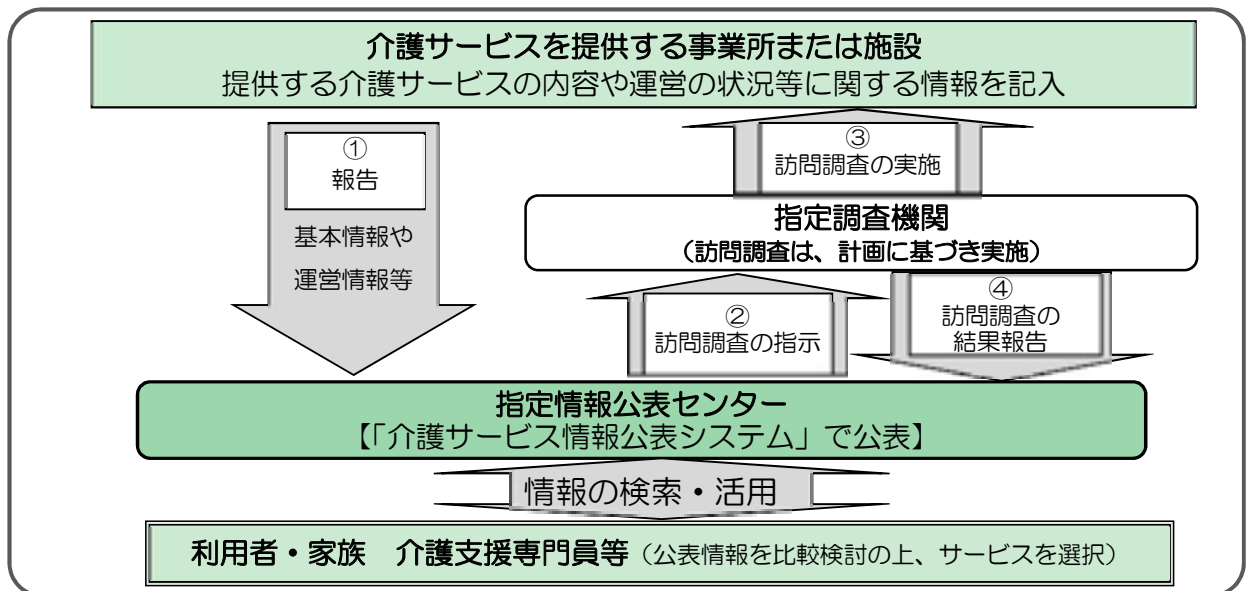 介護サービスを提供する事業所または施設
提供する介護サービスの内容や運営の状況等に関する情報を記入
①
報告
基本情報や
運営情報等
③
訪問調査の実施
指定調査機関
（訪問調査は、計画に基づき実施）
②
訪問調査の指示
④
訪問調査の
結果報告
指定情報公表センター
【「介護サービス情報公表システム」で公表】
情報の検索・活用
利用者・家族　介護支援専門員等（公表情報を比較検討の上、サービスを選択）